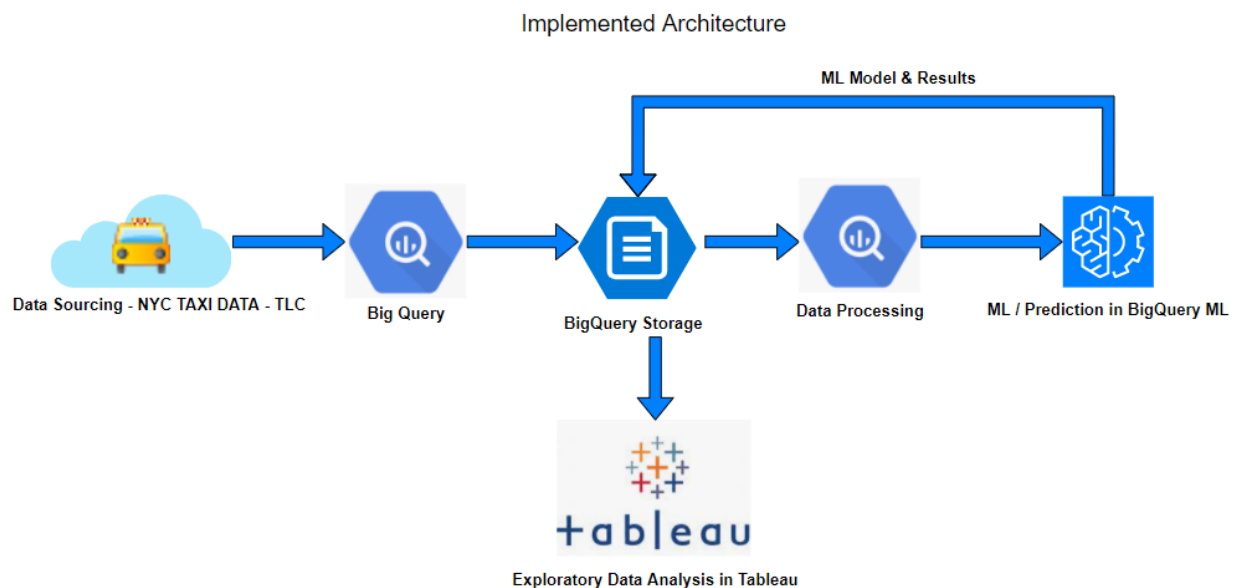 Implemented Architecture
ML Model & Results
Data Sourcing - NYC TAXI DATA - TLC
Big Query
BigQuery Storage
Data Processing
ML / Prediction in BigQuery ML
+ableau
Exploratory Data Analysis in Tableau